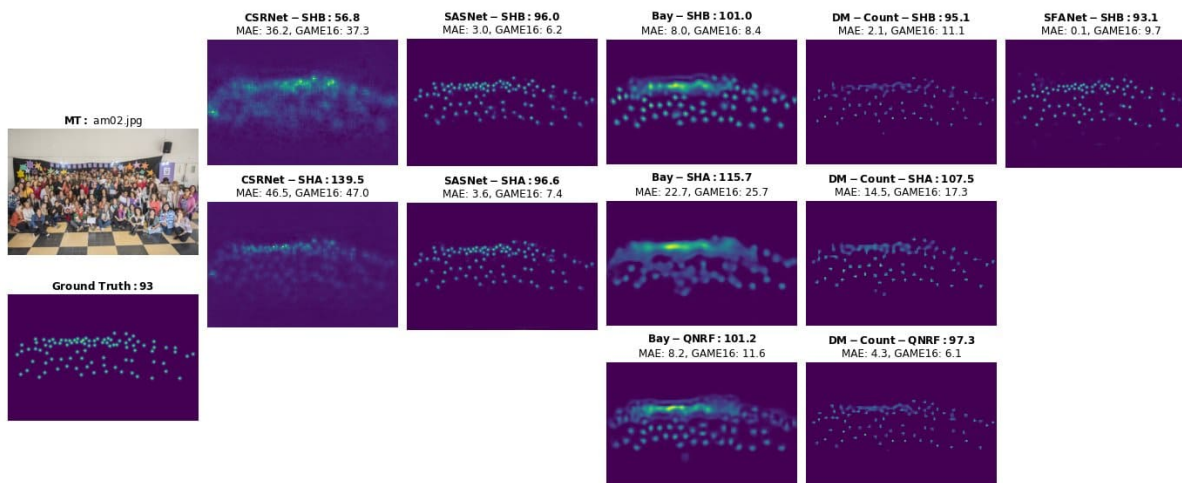 CSRNet – SHB : 56.8
MAE: 36.2, GAME16: 37.3
SASNet – SHB : 96.0
MAE: 3.0, GAME16: 6.2
Bay – SHB : 101.0
MAE: 8.0, GAME16: 8.4
DM – Count – SHB : 95.1
MAE: 2.1, GAME16: 11.1
SFANet – SHB : 93.1
MAE: 0.1, GAME16: 9.7
MT : am02.jpg
CSRNet – SHA : 139.5
MAE: 46.5, GAME16: 47.0
SASNet – SHA : 96.6
MAE: 3.6, GAME16: 7.4
Bay – SHA : 115.7
MAE: 22.7, GAME16: 25.7
DM – Count – SHA : 107.5
MAE: 14.5, GAME16: 17.3
Ground Truth : 93
Bay – QNRF : 101.2
MAE: 8.2, GAME16: 11.6
DM – Count – QNRF : 97.3
MAE: 4.3, GAME16: 6.1